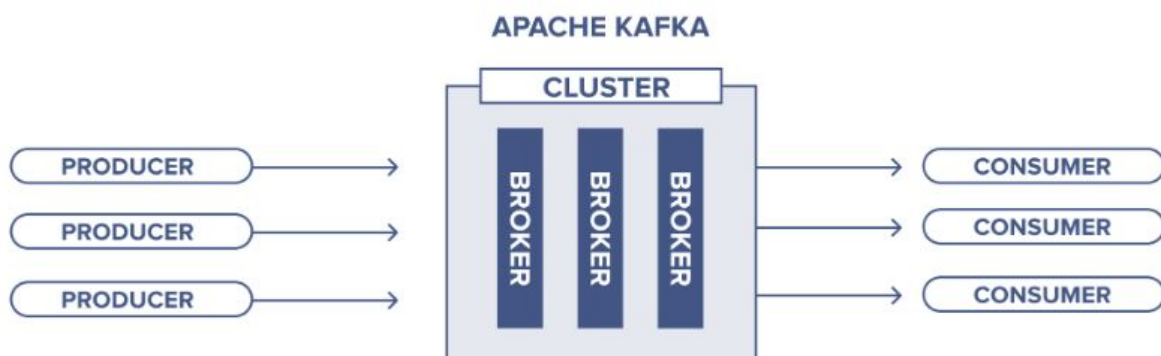 APACHE KAFKA
CLUSTER
PRODUCER
PRODUCER
PRODUCER
BROKER
BROKER
BROKER
CONSUMER
CONSUMER
CONSUMER